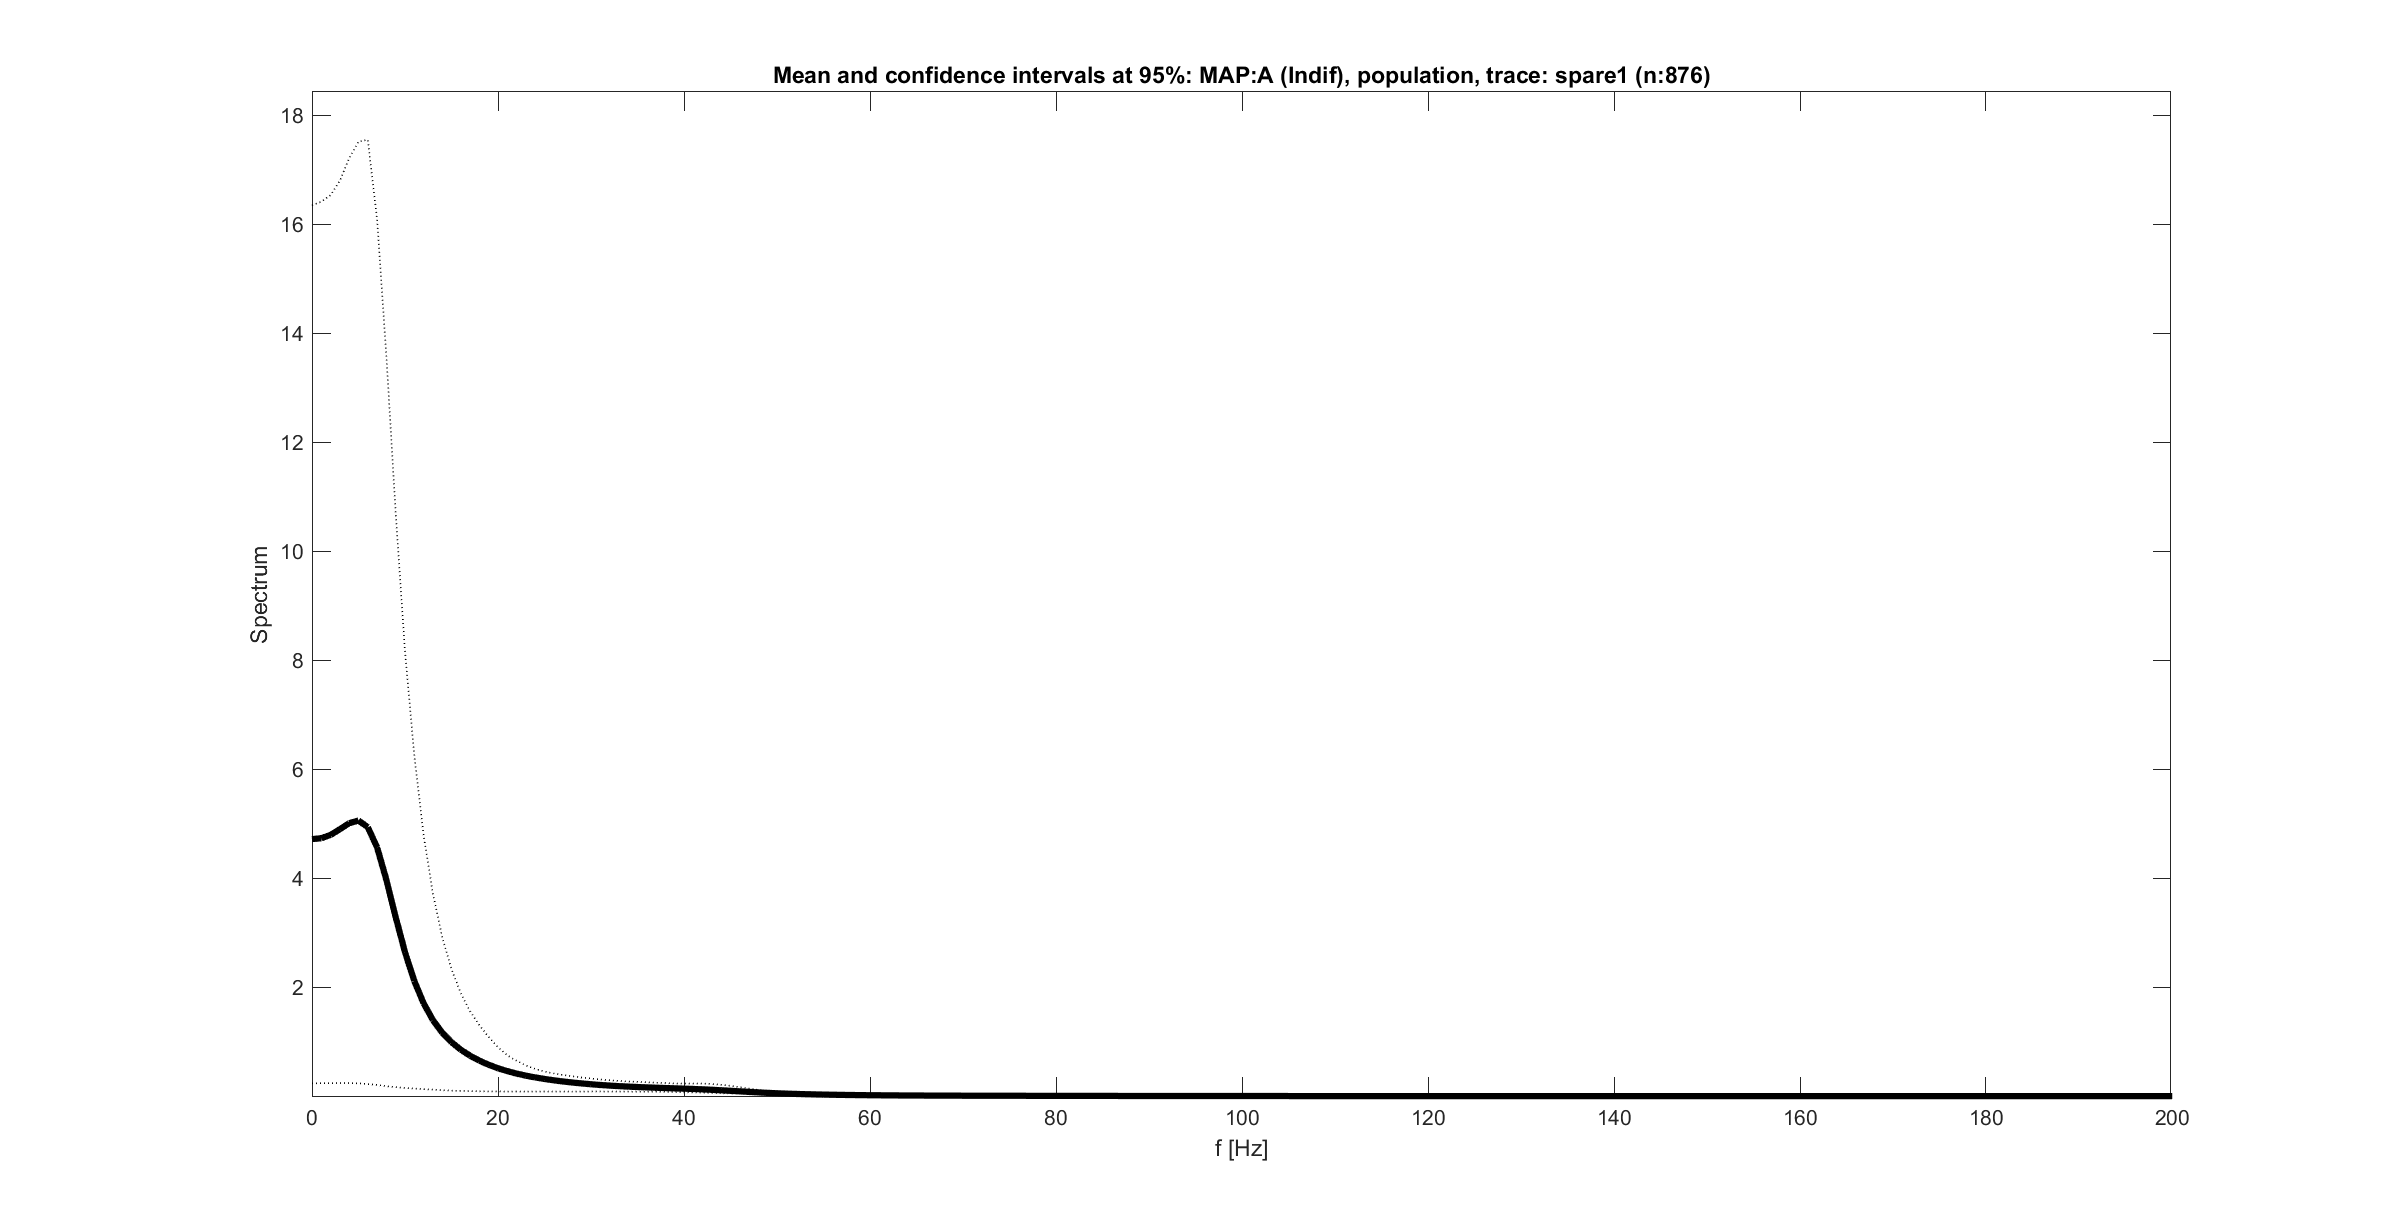 Mean and confidence intervals at 95%: MAP:A (Indif), population, trace: spare1 (n:876)
18
16
14
12
10
8
6
4
2
Spectrum
0 20 40 60 80 100 120 140 160 180 200
f [Hz]